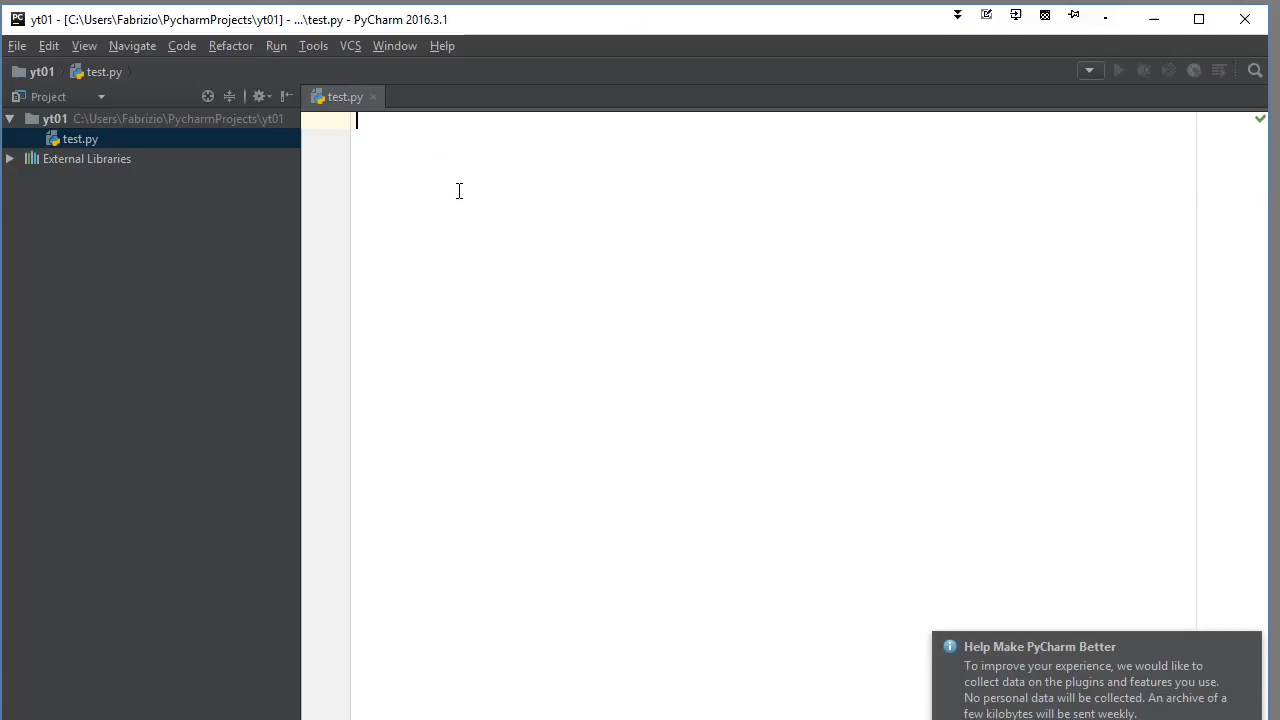 yt01 - [C:\Users\Fabrizio\PycharmProjects\yt01] - ...\test.py - PyCharm 2016.3.1
File Edit View Navigate Code Refactor Run Tools VCS Window Help
yt01 test.py
Project
test.py
yt01 C:\Users\Fabrizio\PycharmProjects\yt01
test.py
External Libraries
Help Make PyCharm Better
To improve your experience, we would like to
collect data on the plugins and features you use.
No personal data will be collected. An archive of a
few kilobytes will be sent weekly.